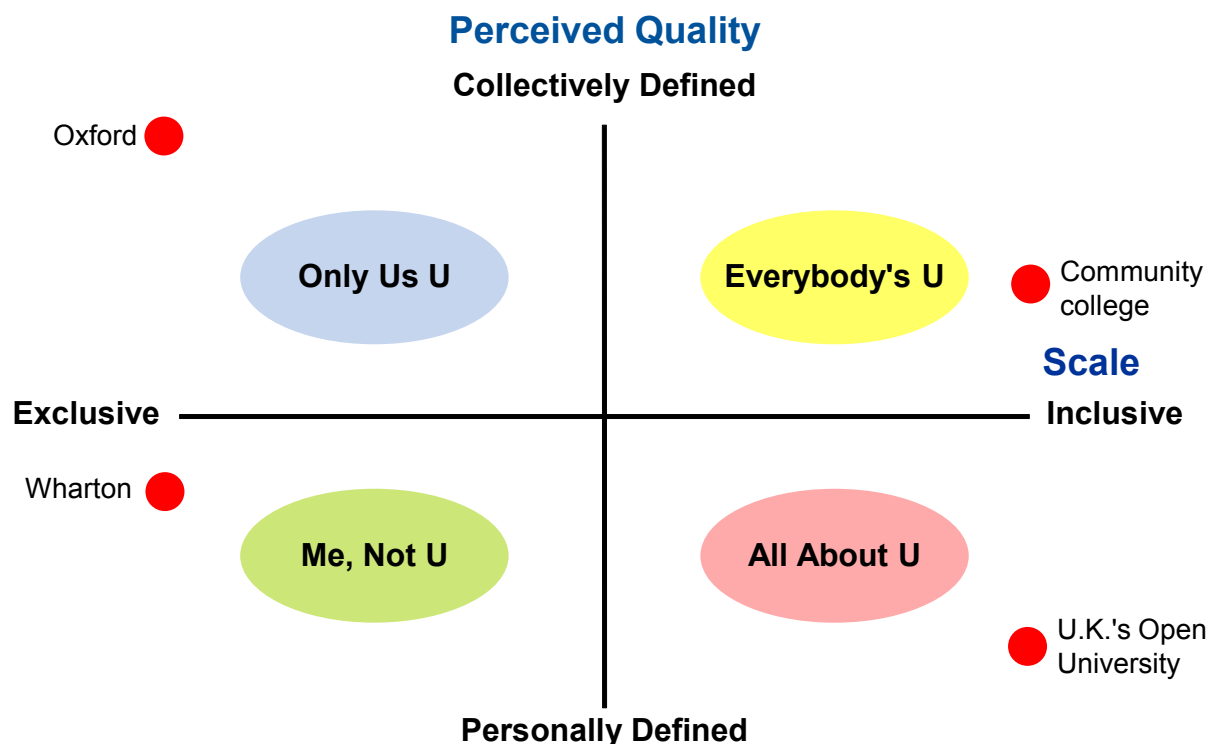 Perceived Quality
Collectively Defined
Oxford
Only Us U
Everybody's U
Community
college
Scale
Exclusive
Inclusive
Wharton
Me, Not U
All About U
U.K.'s Open
University
Personally Defined